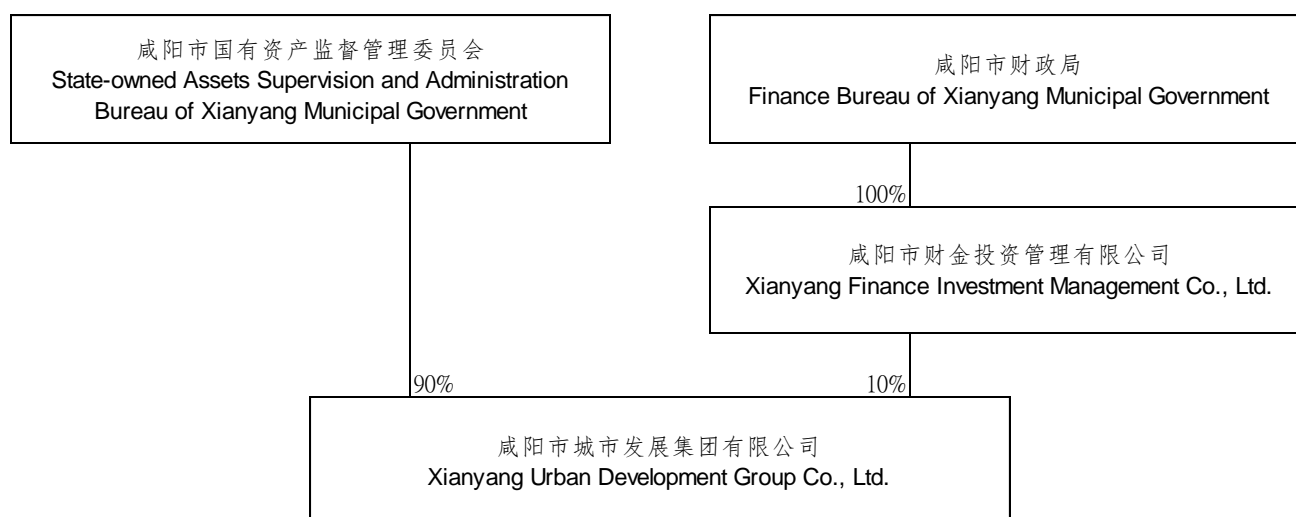 咸阳市国有资产监督管理委员会
State-owned Assets Supervision and Administration
Bureau of Xianyang Municipal Government
咸阳市财政局
Finance Bureau of Xianyang Municipal Government
100%
咸阳市财金投资管理有限公司
Xianyang Finance Investment Management Co., Ltd.
90%
10%
咸阳市城市发展集团有限公司
Xianyang Urban Development Group Co., Ltd.